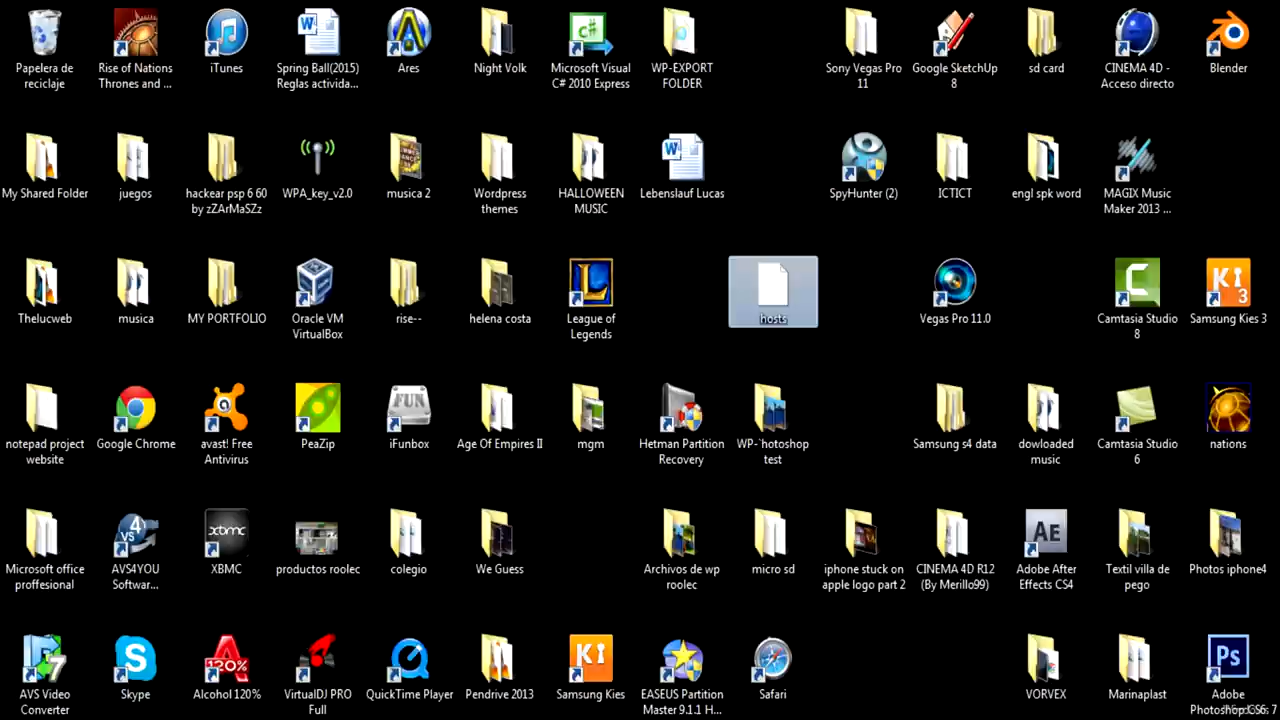 Papelera de
reciclaje
Rise of Nations
Thrones and ...
iTunes
Spring Ball(2015)
Reglas activida...
Ares
Night Volk
Microsoft Visual
C# 2010 Express
WP-EXPORT
FOLDER
Sony Vegas Pro
11
Google SketchUp
8
sd card
CINEMA 4D -
Acceso directo
Blender
My Shared Folder
juegos
hackear psp 6 60
by zZArMaSZz
WPA_key_v2.0
musica 2
Wordpress
themes
HALLOWEEN
MUSIC
Lebenslauf Lucas
SpyHunter (2)
ICTICT
engl spk word
MAGIX Music
Maker 2013 ...
Thelucweb
musica
MY PORTFOLIO
Oracle VM
VirtualBox
rise--
helena costa
League of
Legends
hosts
Vegas Pro 11.0
Camtasia Studio
8
Samsung Kies 3
notepad project
website
Google Chrome
avast! Free
Antivirus
PeaZip
iFunbox
Age Of Empires II
mgm
Hetman Partition
Recovery
WP-`hotoshop
test
Samsung s4 data
dowloaded
music
Camtasia Studio
6
nations
Microsoft office
proffesional
AVS4YOU
Softwar...
XBMC
productos roolec
colegio
We Guess
Archivos de wp
roolec
micro sd
iphone stuck on
apple logo part 2
CINEMA 4D R12
(By Merillo99)
Adobe After
Effects CS4
Textil villa de
pego
Photos iphone4
AVS Video
Converter
Skype
Alcohol 120%
VirtualDJ PRO
Full
QuickTime Player
Pendrive 2013
Samsung Kies
EASEUS Partition
Master 9.1.1 H...
Safari
VORVEX
Marinaplast
Adobe
Photoshop CS6